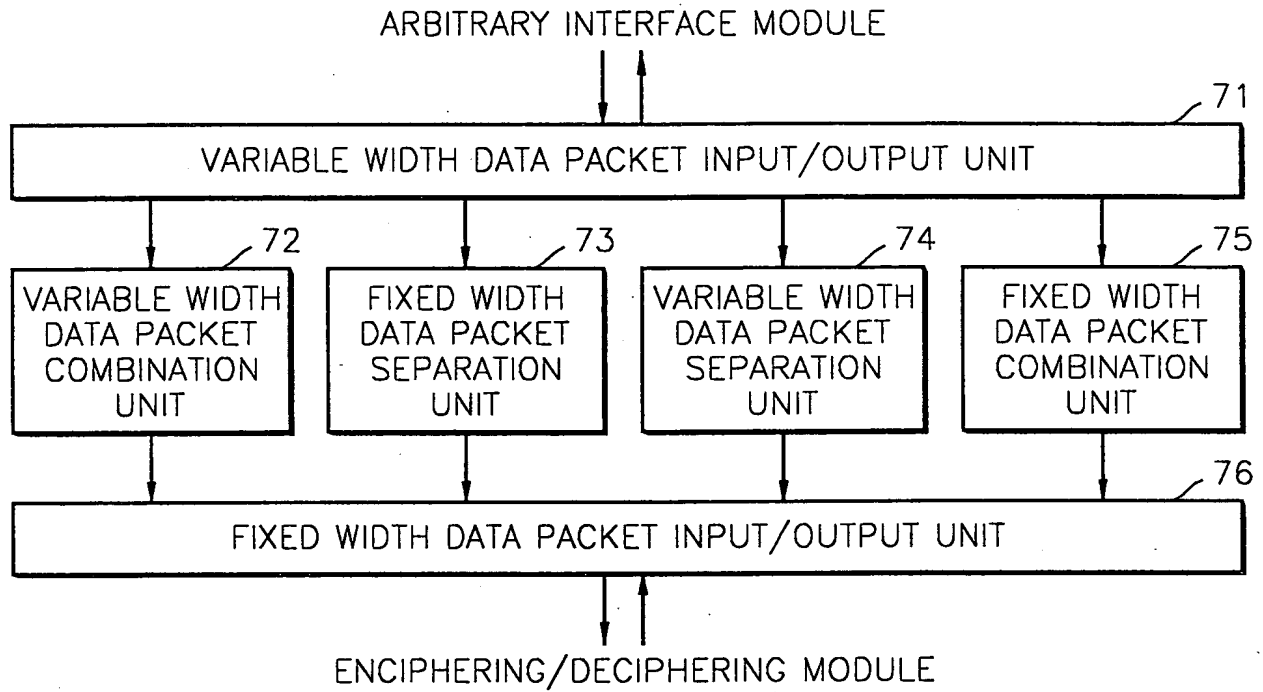 ARBITRARY INTERFACE MODULE
71
VARIABLE WIDTH DATA PACKET INPUT/OUTPUT UNIT
72
VARIABLE WIDTH
DATA PACKET
COMBINATION
UNIT
73
FIXED WIDTH
DATA PACKET
SEPARATION
UNIT
74
VARIABLE WIDTH
DATA PACKET
SEPARATION
UNIT
75
FIXED WIDTH
DATA PACKET
COMBINATION
UNIT
76
FIXED WIDTH DATA PACKET INPUT/OUTPUT UNIT
ENCIPHERING/DECIPHERING MODULE